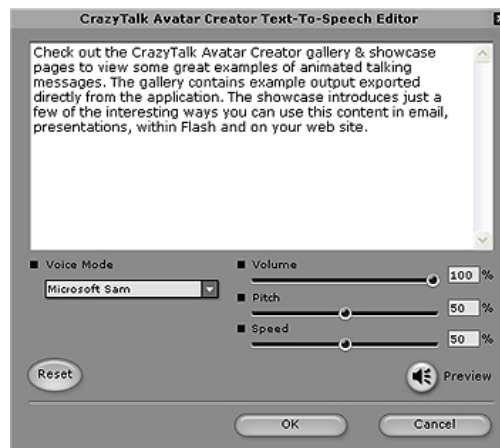 CrazyTalk Avatar Creator Text-To-Speech Editor
Check out the CrazyTalk Avatar Creator gallery & showcase
pages to view some great examples of animated talking
messages. The gallery contains example output exported
directly from the application. The showcase introduces just a
few of the interesting ways you can use this content in email,
presentations, within Flash and on your web site.
Voice Mode
Microsoft Sam
Volume
100 %
Pitch
50 %
Speed
50 %
Reset
Preview
OK
Cancel